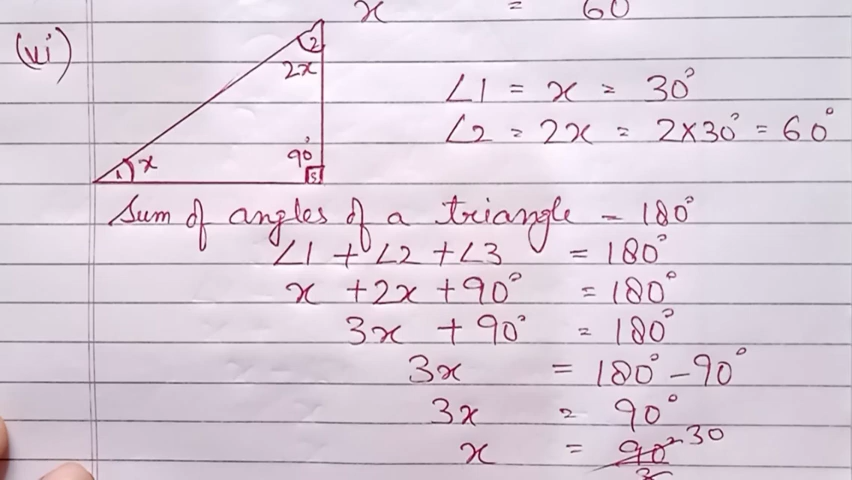 x = 60
(vi)
2
2x
∠1 = x = 30°
∠2 = 2x = 2×30° = 60°
90°
1 x
Sum of angles of a triangle = 180°
∠1 + ∠2 + ∠3 = 180°
x + 2x + 90° = 180°
3x + 90° = 180°
3x = 180° - 90°
3x = 90°
x = 90° 30
3